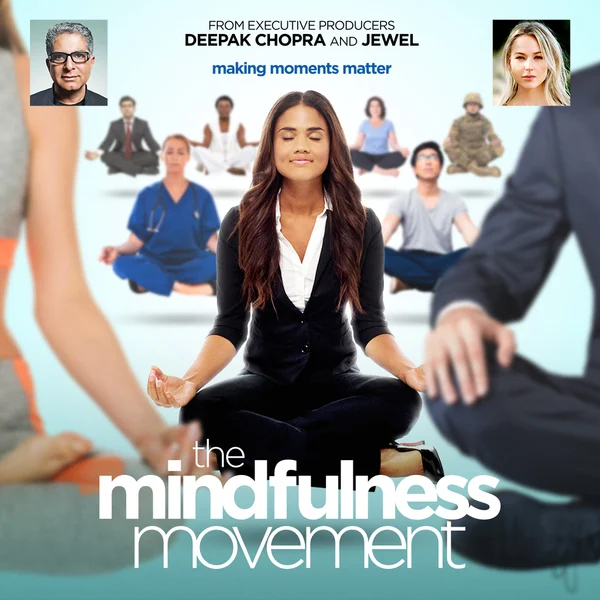 FROM EXECUTIVE PRODUCERS
DEEPAK CHOPRA AND JEWEL
making moments matter
the
mindfulness
movement